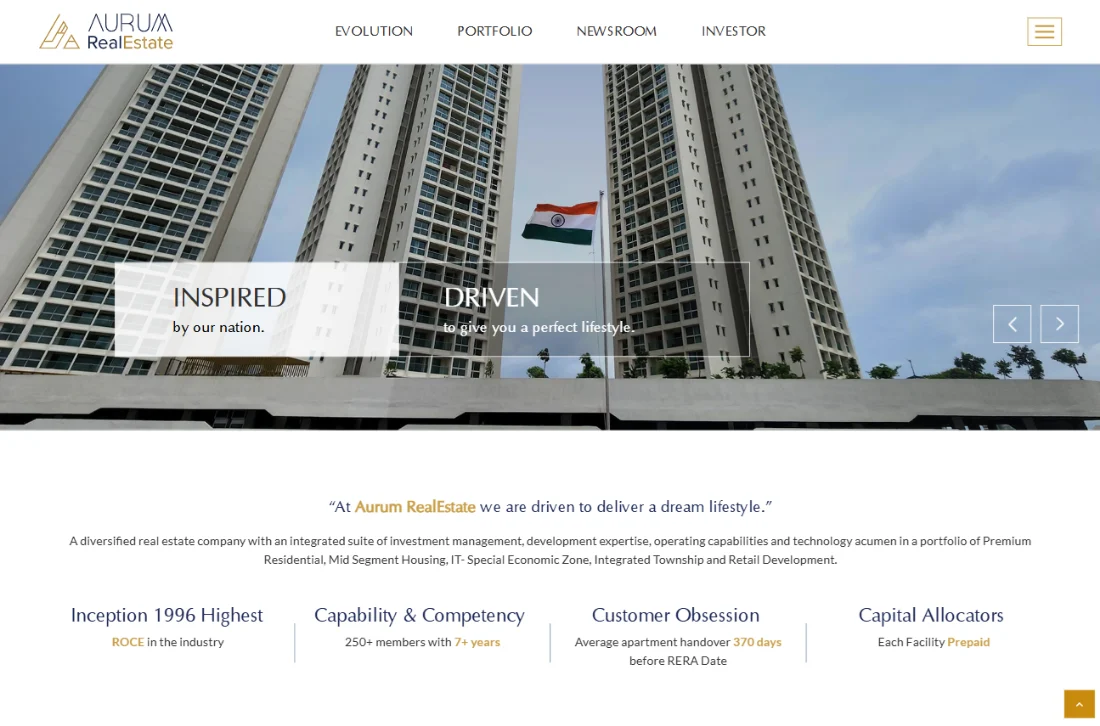 AURUM
RealEstate
EVOLUTION
PORTFOLIO
NEWSROOM
INVESTOR
INSPIRED
by our nation.
DRIVEN
to give you a perfect lifestyle.
“At Aurum RealEstate we are driven to deliver a dream lifestyle.”
A diversified real estate company with an integrated suite of investment management, development expertise, operating capabilities and technology acumen in a portfolio of Premium
Residential, Mid Segment Housing, IT- Special Economic Zone, Integrated Township and Retail Development.
Inception 1996 Highest
ROCE in the industry
Capability & Competency
250+ members with 7+ years
Customer Obsession
Average apartment handover 370 days
before RERA Date
Capital Allocators
Each Facility Prepaid